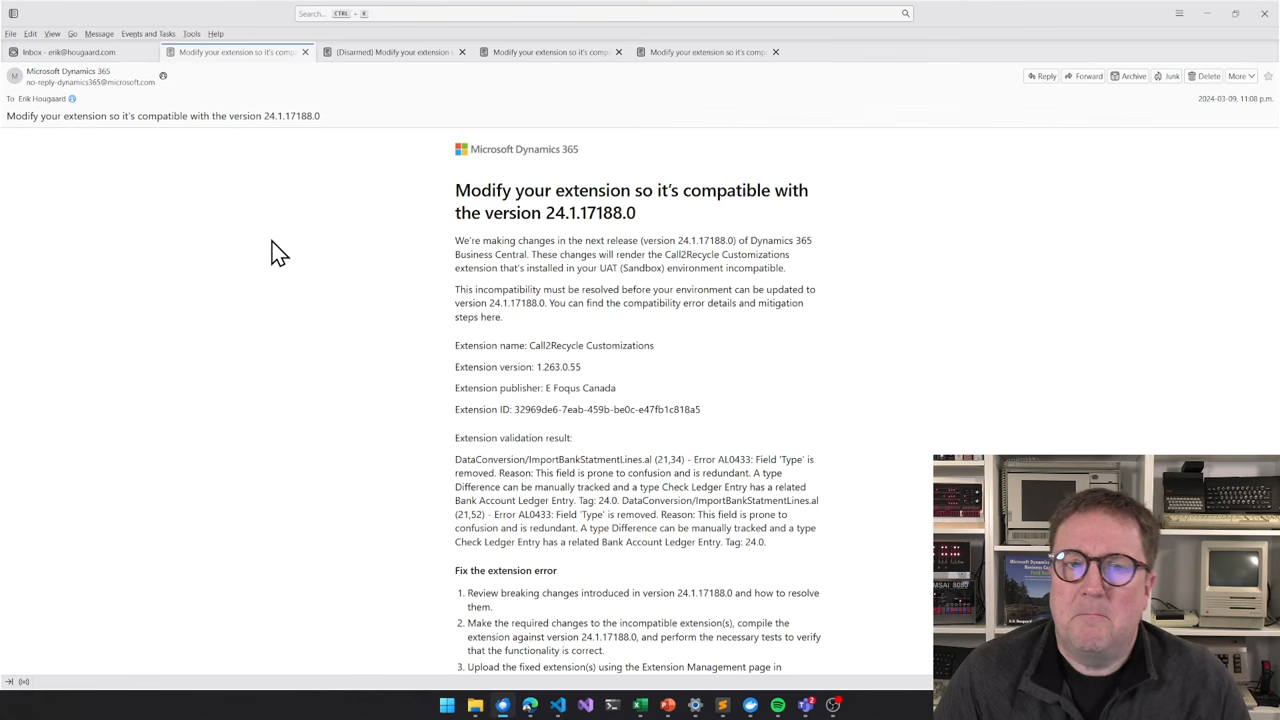 Search... CTRL + K
File Edit View Go Message Events and Tasks Tools Help
Inbox - erik@hougaard.com
Modify your extension so it's compa
[Disarmed] Modify your extension
Modify your extension so it's compa
Modify your extension so it's comp
M
Microsoft Dynamics 365
no-reply-dynamics365@microsoft.com
Reply Forward Archive Junk Delete More
To Erik Hougaard
2024-03-09, 11:08 p.m.
Modify your extension so it's compatible with the version 24.1.17188.0
Microsoft Dynamics 365
Modify your extension so it's compatible with
the version 24.1.17188.0
We're making changes in the next release (version 24.1.17188.0) of Dynamics 365
Business Central. These changes will render the Call2Recycle Customizations
extension that's installed in your UAT (Sandbox) environment incompatible.
This incompatibility must be resolved before your environment can be updated to
version 24.1.17188.0. You can find the compatibility error details and mitigation
steps here.
Extension name: Call2Recycle Customizations
Extension version: 1.263.0.55
Extension publisher: E Foqus Canada
Extension ID: 32969de6-7eab-459b-be0c-e47fb1c818a5
Extension validation result:
DataConversion/ImportBankStatmentLines.al (21,34) - Error AL0433: Field 'Type' is
removed. Reason: This field is prone to confusion and is redundant. A type
Difference can be manually tracked and a type Check Ledger Entry has a related
Bank Account Ledger Entry. Tag: 24.0. DataConversion/ImportBankStatmentLines.al
(21,52) - Error AL0433: Field 'Type' is removed. Reason: This field is prone to
confusion and is redundant. A type Difference can be manually tracked and a type
Check Ledger Entry has a related Bank Account Ledger Entry. Tag: 24.0.
Fix the extension error
1. Review breaking changes introduced in version 24.1.17188.0 and how to resolve
them.
2. Make the required changes to the incompatible extension(s), compile the
extension against version 24.1.17188.0, and perform the necessary tests to verify
that the functionality is correct.
3. Upload the fixed extension(s) using the Extension Management page in